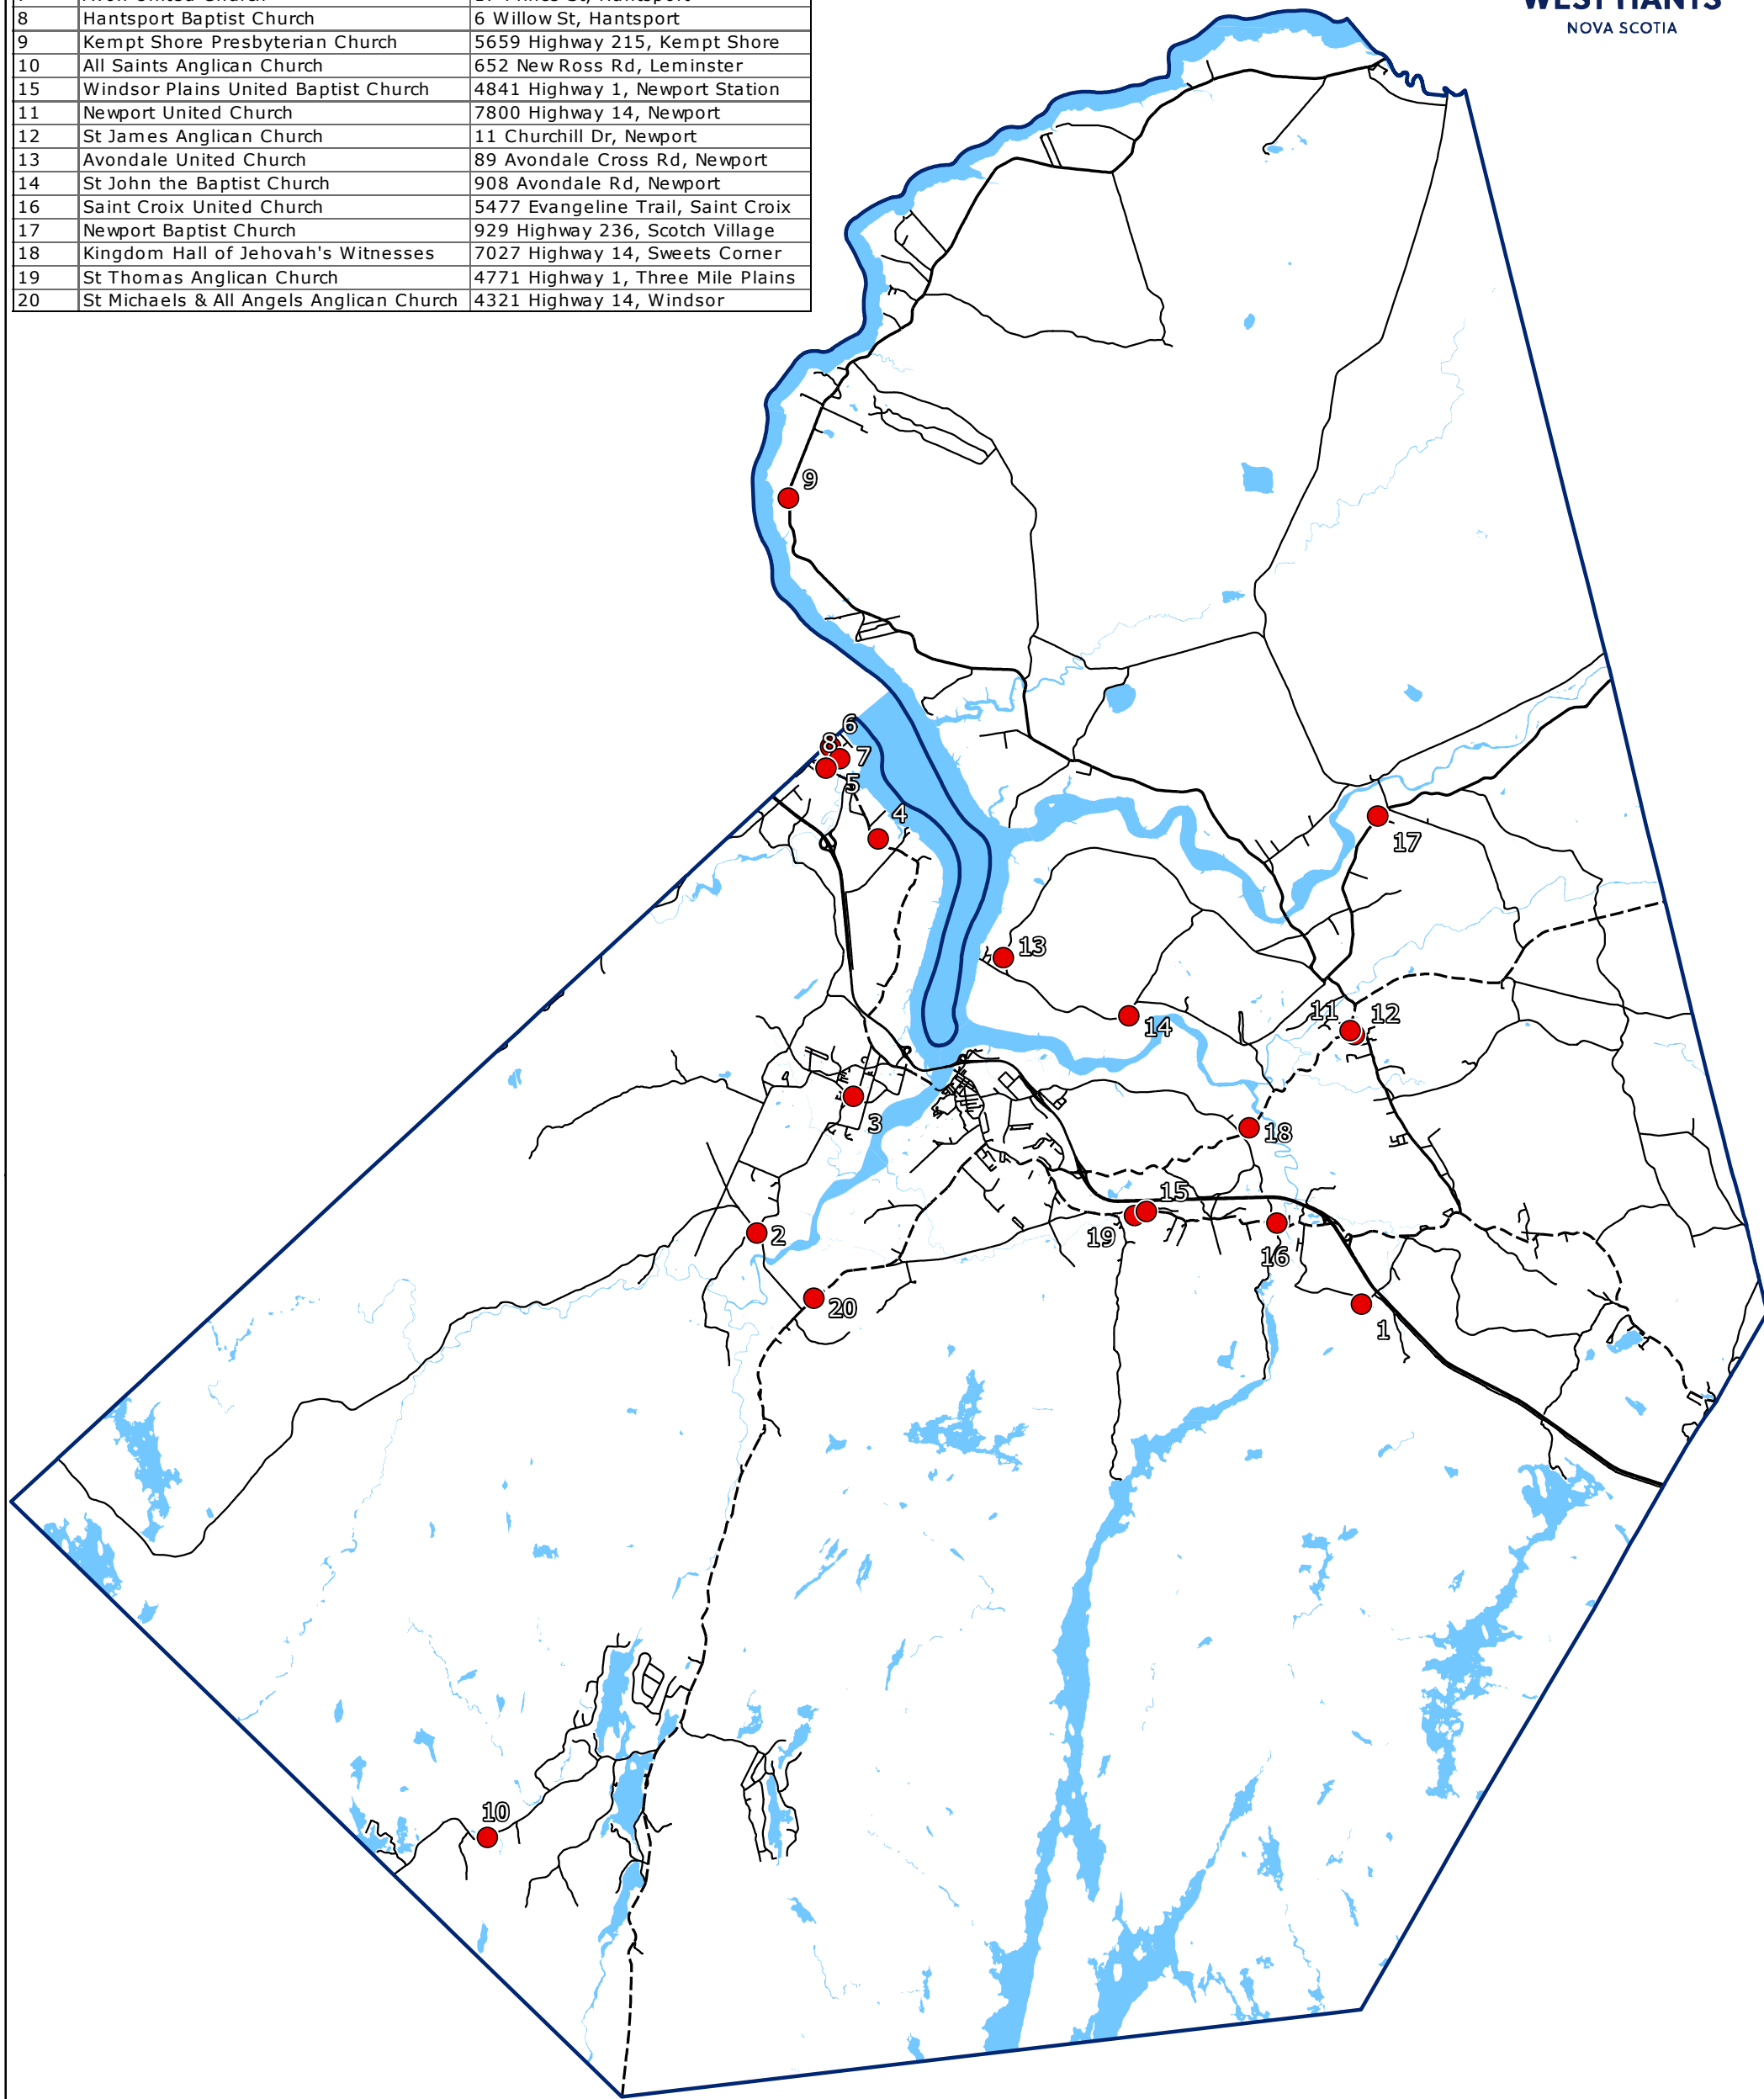 8 Hantsport Baptist Church 6 Willow St, Hantsport
9 Kempt Shore Presbyterian Church 5659 Highway 215, Kempt Shore
10 All Saints Anglican Church 652 New Ross Rd, Leminster
15 Windsor Plains United Baptist Church 4841 Highway 1, Newport Station
11 Newport United Church 7800 Highway 14, Newport
12 St James Anglican Church 11 Churchill Dr, Newport
13 Avondale United Church 89 Avondale Cross Rd, Newport
14 St John the Baptist Church 908 Avondale Rd, Newport
16 Saint Croix United Church 5477 Evangeline Trail, Saint Croix
17 Newport Baptist Church 929 Highway 236, Scotch Village
18 Kingdom Hall of Jehovah's Witnesses 7027 Highway 14, Sweets Corner
19 St Thomas Anglican Church 4771 Highway 1, Three Mile Plains
20 St Michaels & All Angels Anglican Church 4321 Highway 14, Windsor
WEST HANTS
NOVA SCOTIA
9
6
8
7
5
4
17
13
11
12
14
3
18
15
2
19
16
20
1
10